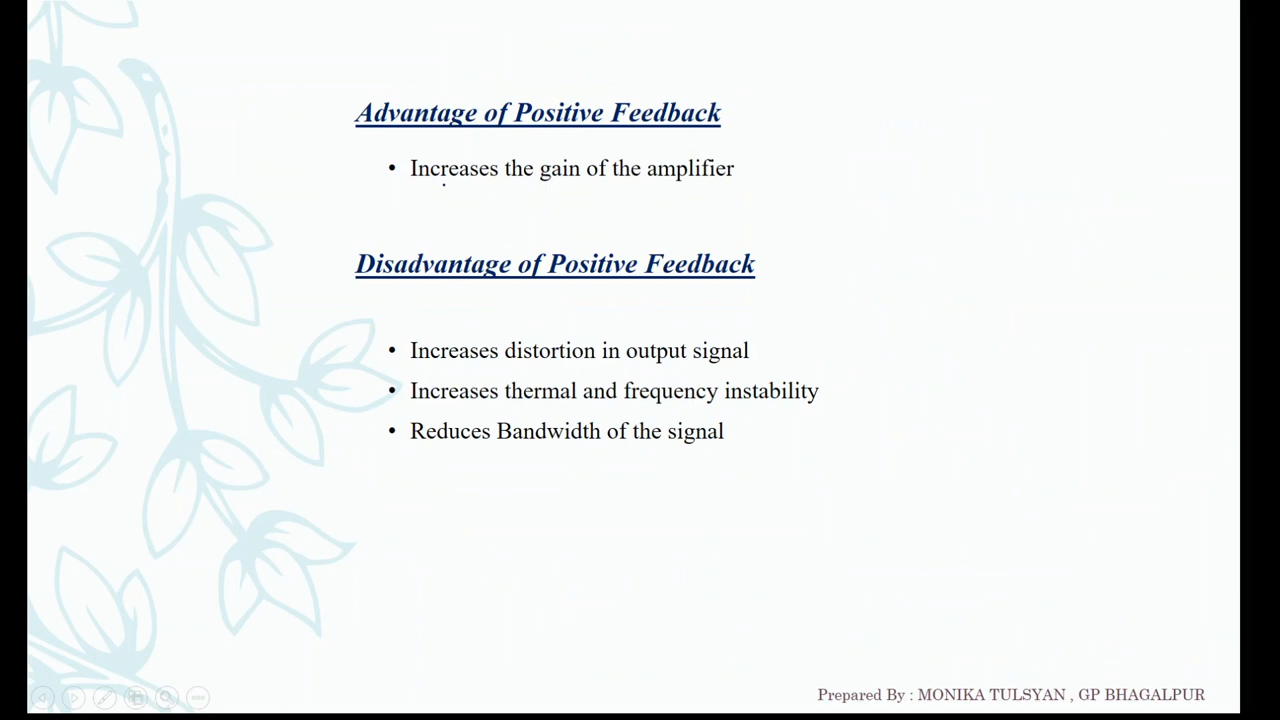 Advantage of Positive Feedback
• Increases the gain of the amplifier
Disadvantage of Positive Feedback
• Increases distortion in output signal
• Increases thermal and frequency instability
• Reduces Bandwidth of the signal
Prepared By : MONIKA TULSYAN , GP BHAGALPUR